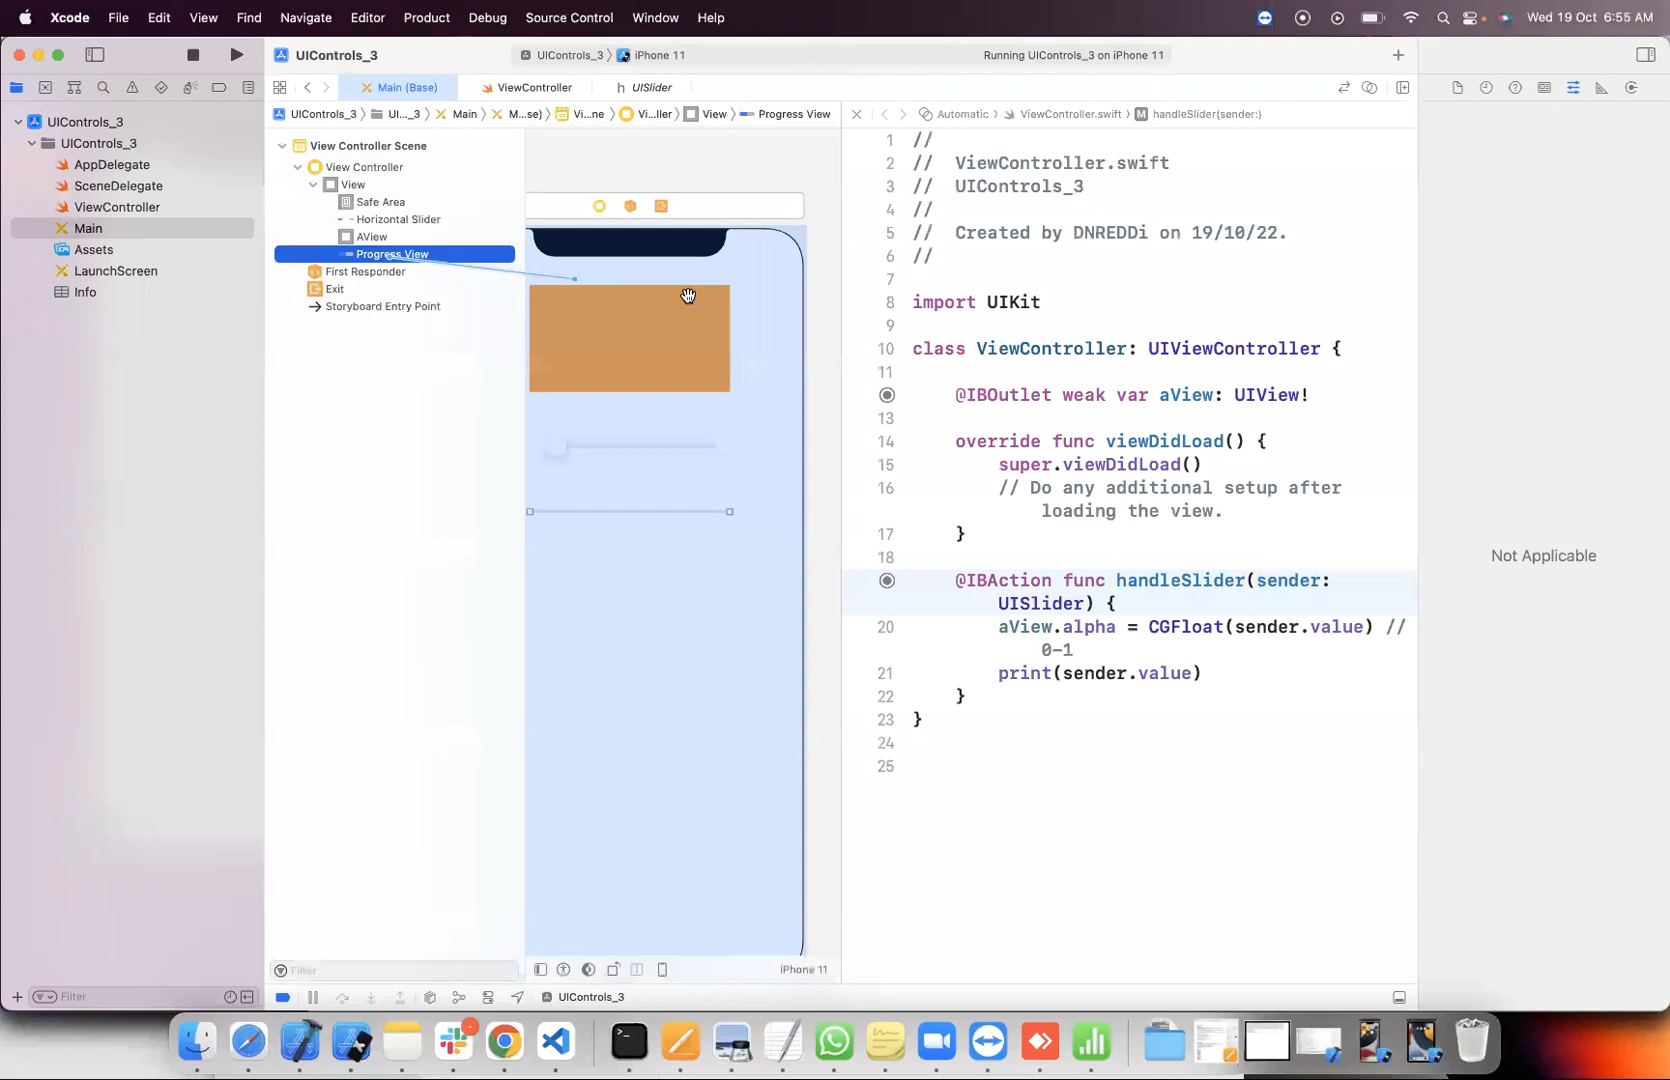 Xcode File Edit View Find Navigate Editor Product Debug Source Control Window Help Wed 19 Oct 6:55 AM
UIControls_3 UIControls_3 iPhone 11 Running UIControls_3 on iPhone 11
Main (Base) ViewController UISlider
UIControls_3 UI..._3 Main M...se) Vi...ne Vi...ller View Progress View Automatic ViewController.swift handleSlider(sender:)
UIControls_3
UIControls_3
AppDelegate
SceneDelegate
ViewController
Main
Assets
LaunchScreen
Info
View Controller Scene
View Controller
View
Safe Area
Horizontal Slider
AView
Progress View
First Responder
Exit
Storyboard Entry Point
1 //
2 // ViewController.swift
3 // UIControls_3
4 //
5 // Created by DNREDDi on 19/10/22.
6 //
7
8 import UIKit
9
10 class ViewController: UIViewController {
11
@IBOutlet weak var aView: UIView!
13
14 override func viewDidLoad() {
15 super.viewDidLoad()
16 // Do any additional setup after
loading the view.
17 }
18
@IBAction func handleSlider(sender:
UISlider) {
20 aView.alpha = CGFloat(sender.value) //
0-1
21 print(sender.value)
22 }
23 }
24
25
Not Applicable
Filter
iPhone 11
Filter
UIControls_3